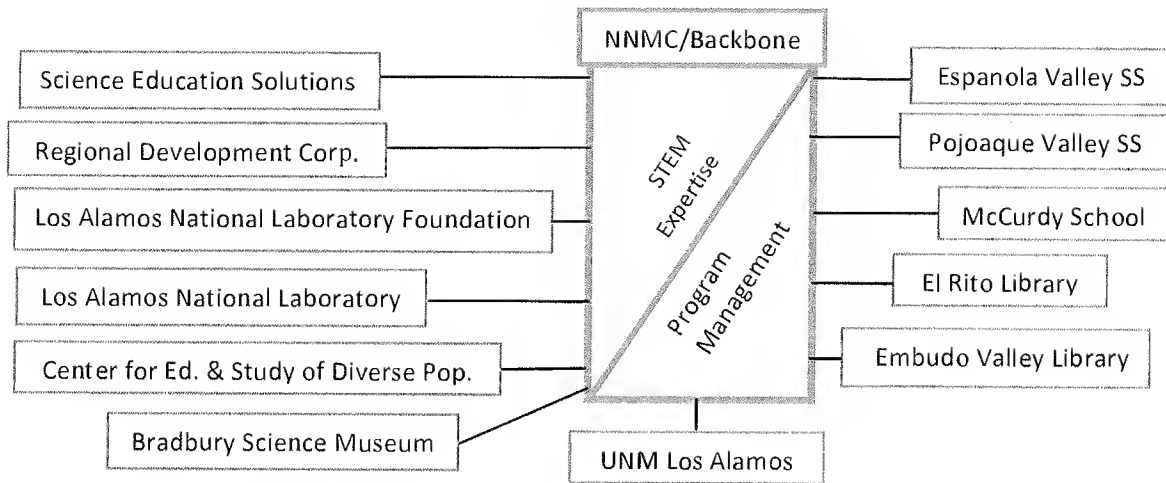 NNMC/Backbone
Science Education Solutions
Regional Development Corp.
Los Alamos National Laboratory Foundation
Los Alamos National Laboratory
Center for Ed. & Study of Diverse Pop.
Bradbury Science Museum
STEM
Expertise
Program
Management
Espanola Valley SS
Pojoaque Valley SS
McCurdy School
El Rito Library
Embudo Valley Library
UNM Los Alamos